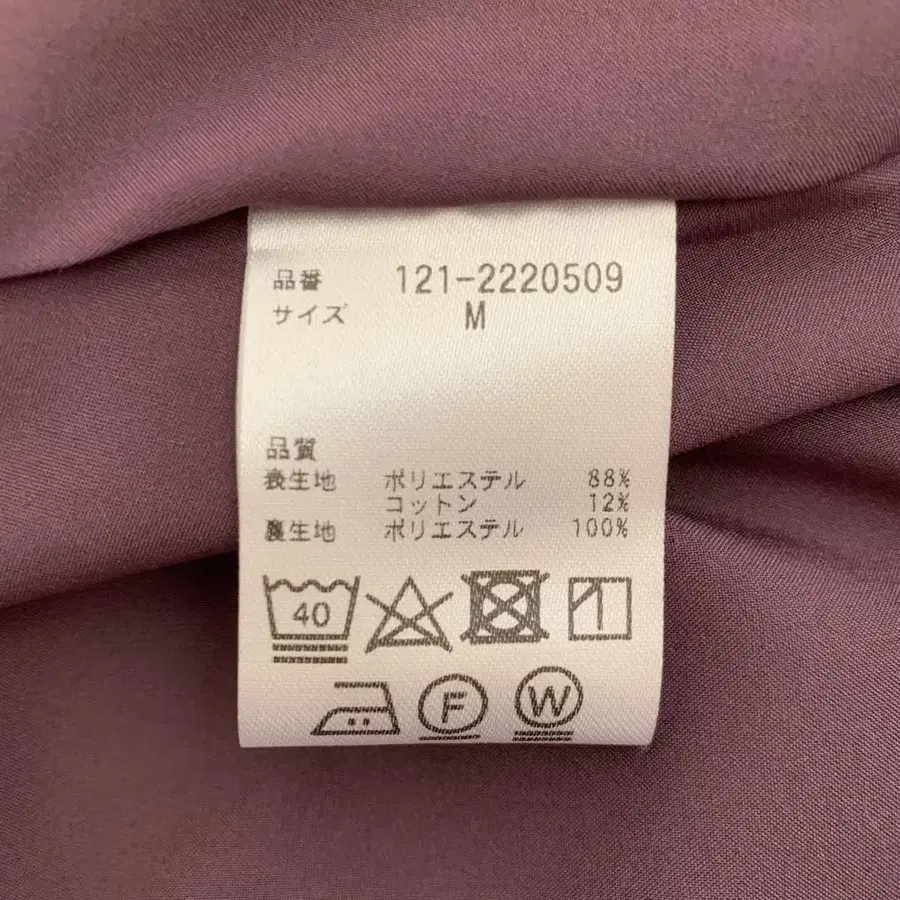 品番 121-2220509
サイズ M
品質
表生地 ポリエステル 88%
コットン 12%
裏生地 ポリエステル 100%
40
F W